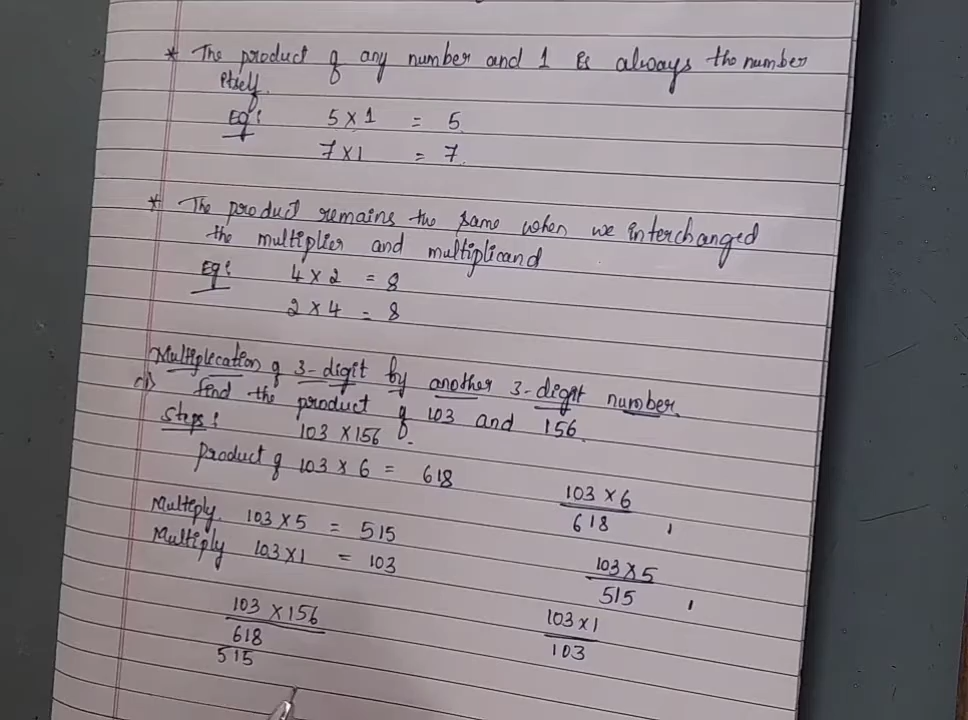 * The product of any number and 1 is always the number
itself.
Eg: 5 × 1 = 5
7 × 1 = 7.
* The product remains the same when we interchanged
the multiplier and multiplicand
Eg: 4 × 2 = 8
2 × 4 = 8
Multiplication of 3-digit by another 3-digit number.
(1) find the product of 103 and 156.
Steps: 103 × 156.
Product of 103 × 6 = 618
103 × 6
618
Multiply 103 × 5 = 515
Multiply 103 × 1 = 103
103 × 5
515
103 × 156
618
515
103 × 1
103